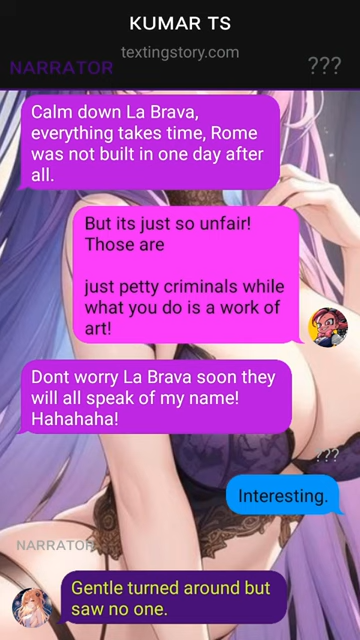 KUMAR TS
textingstory.com
NARRATOR
???
Calm down La Brava,
everything takes time, Rome
was not built in one day after
all.
But its just so unfair!
Those are
just petty criminals while
what you do is a work of
art!
Dont worry La Brava soon they
will all speak of my name!
Hahahaha!
???
Interesting.
NARRATOR
Gentle turned around but
saw no one.